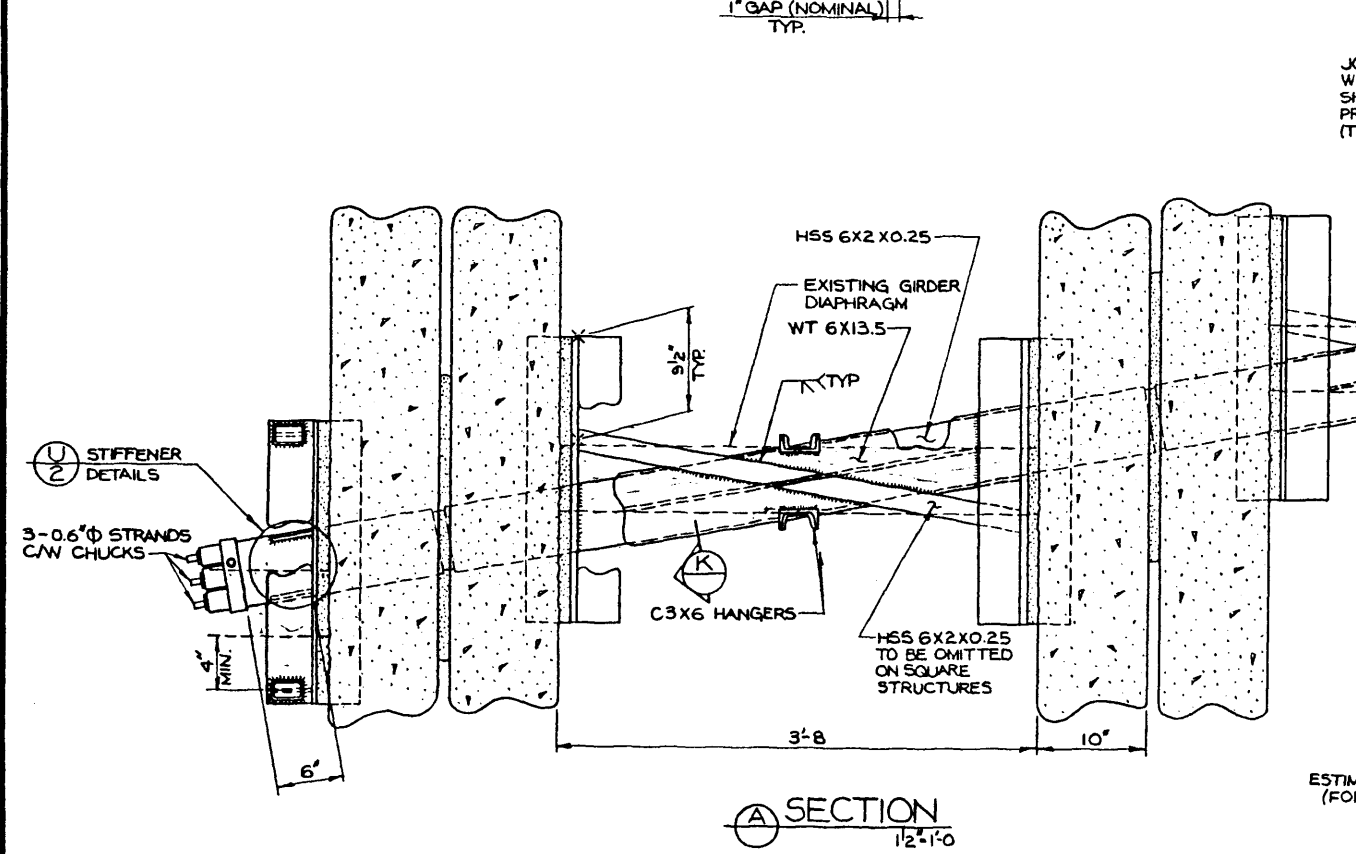 1" GAP (NOMINAL)
TYP.
HSS 6X2X0.25
EXISTING GIRDER
DIAPHRAGM
WT 6X13.5
9½"
TYP.
TYP
U
2
STIFFENER
DETAILS
3-0.6"Φ STRANDS
C/W CHUCKS
K
C3X6 HANGERS
HSS 6X2X0.25
TO BE OMITTED
ON SQUARE
STRUCTURES
4"
MIN.
3'-8
10"
6"
A
SECTION
1½"=1'-0
(T
(FO